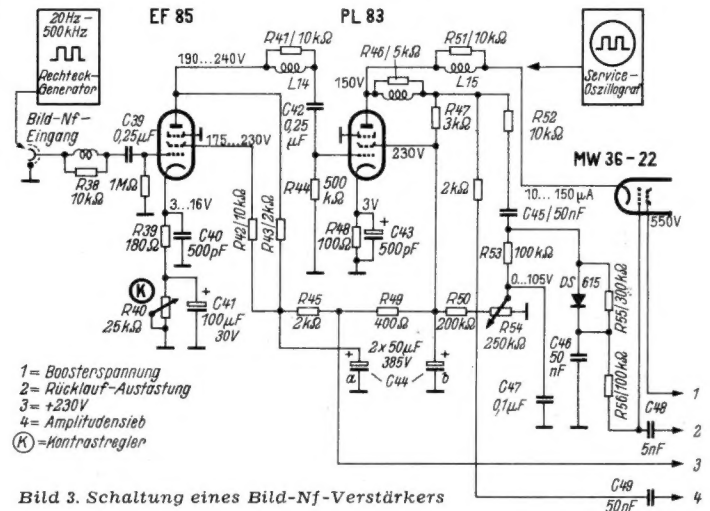 EF 85
PL 83
20Hz-
500kHz
Rechteck-
Generator
Bild-Nf-
Eingang
C39
0,25µF
R38
10kΩ
1MΩ
190...240V
175...230V
3...16V
R39
180Ω
C40
500pF
K
R40
25kΩ
C41
100µF
30V
R41/10kΩ
L14
C42
0,25
µF
R42/10kΩ
R43/2kΩ
R44
500
kΩ
150V
R46/5kΩ
R51/10kΩ
L15
R47
3kΩ
230V
3V
R48
100Ω
C43
500pF
2kΩ
R52
10kΩ
Service-
Oszillograf
MW 36-22
10...150µA
550V
C45/50nF
R53
100kΩ
0...105V
DS 615
R55/300kΩ
R45
2kΩ
R49
400Ω
R50
200kΩ
R54
250kΩ
C46
50
nF
R56/100kΩ
2x50µF
385V
a
C44
b
C47
0,1µF
C48
5nF
C49
50nF
1
2
3
4
1= Boosterspannung
2= Rücklauf-Austastung
3= +230V
4= Amplitudensieb
K =Kontrastregler
Bild 3. Schaltung eines Bild-Nf-Verstärkers